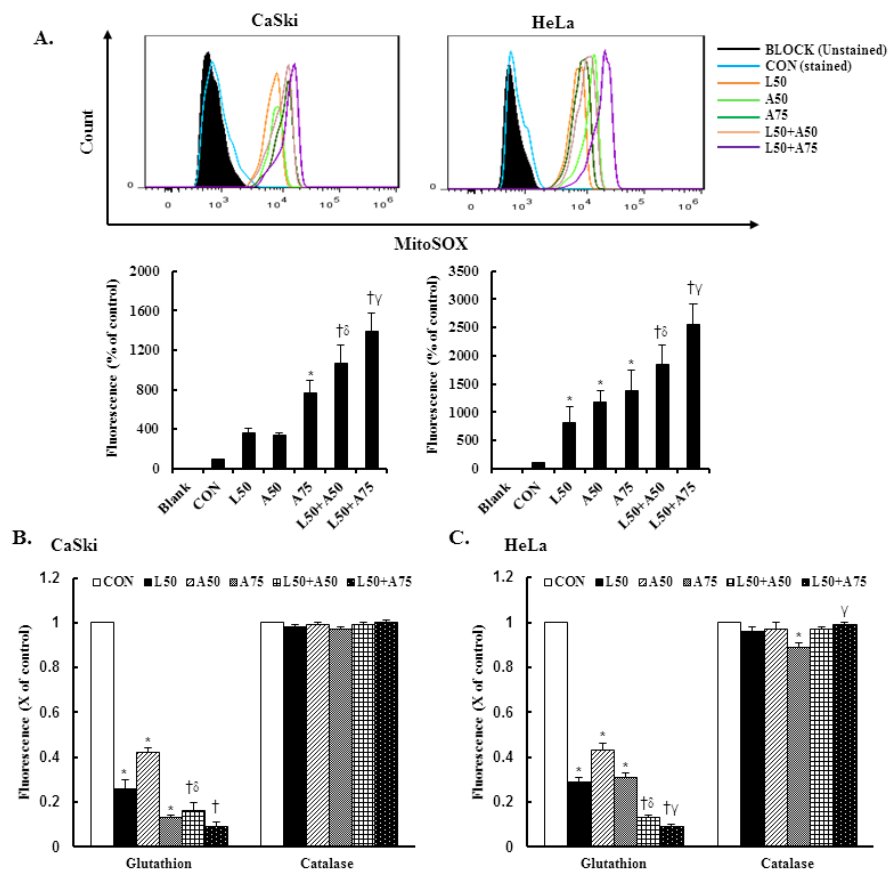 CaSki
HeLa
A.
BLOCK (Unstained)
CON (stained)
L50
A50
A75
L50+A50
L50+A75
Count
0
0
0 10³ 10⁴ 10⁵ 10⁶
0 10³ 10⁴ 10⁵ 10⁶
MitoSOX
Fluorescence (% of control)
2000
1600
1200
800
400
0
*
†δ
†γ
Blank CON L50 A50 A75 L50+A50 L50+A75
Fluorescence (% of control)
3500
3000
2500
2000
1500
1000
500
0
*
*
*
†δ
†γ
Blank CON L50 A50 A75 L50+A50 L50+A75
B.
CaSki
CON L50 A50 A75 L50+A50 L50+A75
Fluorescence (X of control)
1.2
1
0.8
0.6
0.4
0.2
0
*
*
*
†δ
†
Glutathion Catalase
C.
HeLa
CON L50 A50 A75 L50+A50 L50+A75
Fluorescence (X of control)
1.2
1
0.8
0.6
0.4
0.2
0
*
*
*
†δ
†γ
*
γ
Glutathion Catalase